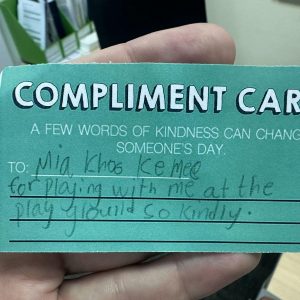 COMPLIMENT CAR
A FEW WORDS OF KINDNESS CAN CHANG
SOMEONE'S DAY.
TO: Mia Khos Ke Mee
for playing with me at the
play ground so kindly.